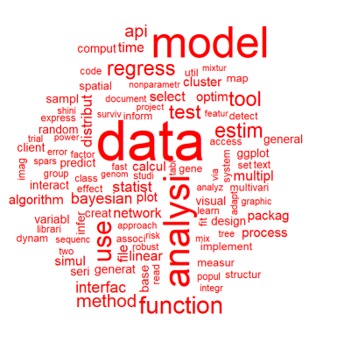 api
comput time
model
code
regress
util
mixtur
map
cluster
spatial
nonparametr
sampl
document
select
optim
tool
project
shini
distribut
surviv
inform
test
featur
detect
express
random
trial
power
data
estim
access
general
client
error
factor
system
ggplot
spars
predict
fast
calcul
tabl
gene
via
set text
imag
group
genom
studi
class
multipl
interact
effect
statist
analysi
analyz
adapt
multivari
algorithm
bayesian
plot
visual
graphic
variabl
creat
network
learn
packag
librari
infer
use
approach
fit
design
dynam
sequenc
file
associ
risk
mix
tree
process
two
robust
implement
simul
linear
seri
generat
base
read
measur
popul
structur
interfac
integr
method
function